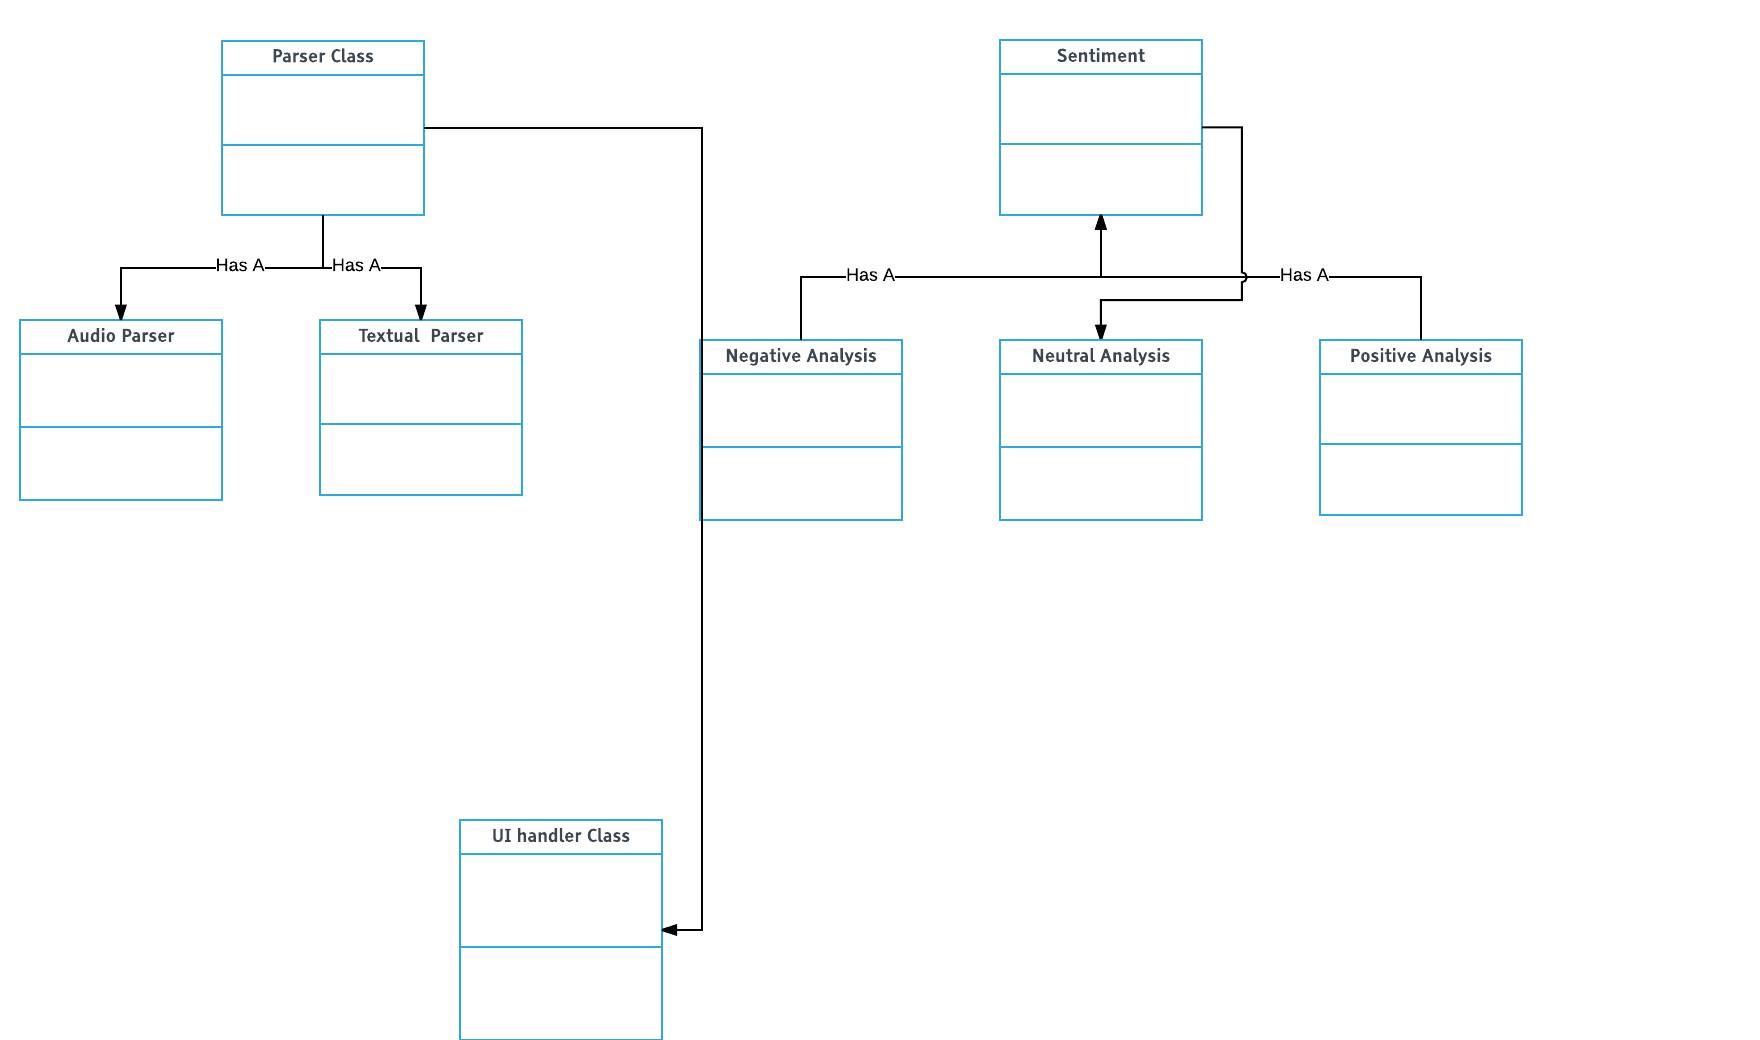 Parser Class
Sentiment
Has A
Has A
Has A
Has A
Audio Parser
Textual  Parser
Negative Analysis
Neutral Analysis
Positive Analysis
UI handler Class